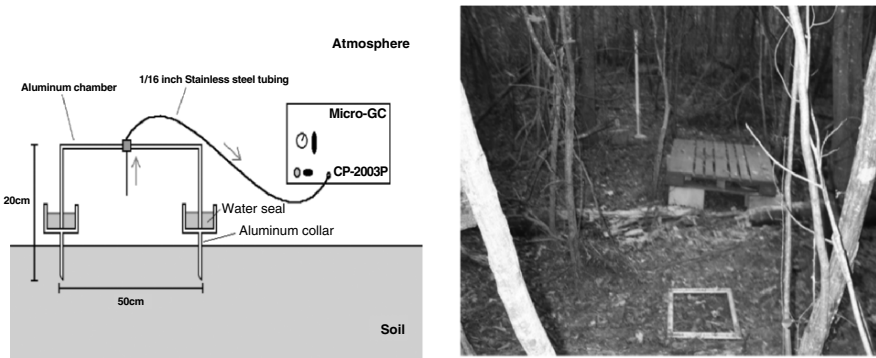 Atmosphere
1/16 inch Stainless steel tubing
Aluminum chamber
Micro-GC
CP-2003P
20cm
Water seal
Aluminum collar
50cm
Soil